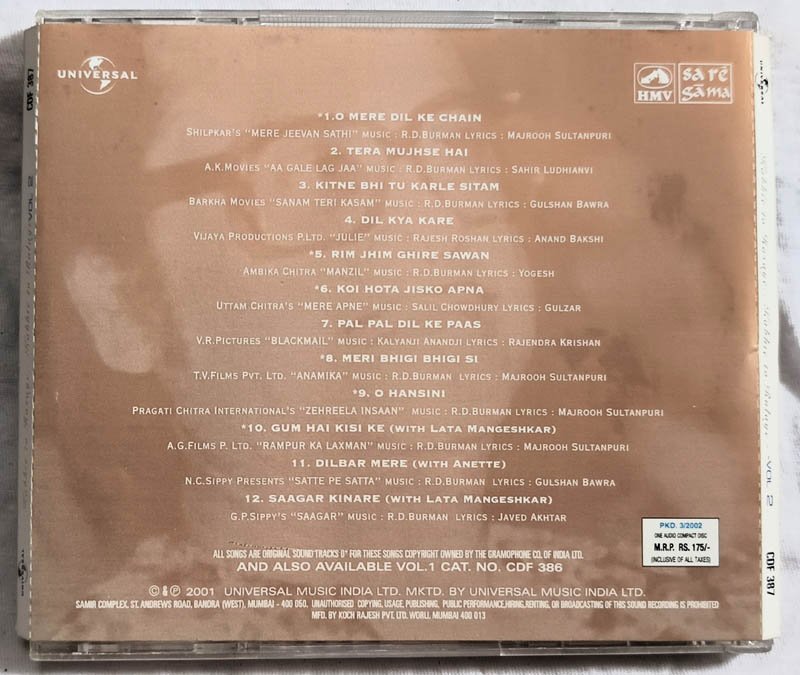 UNIVERSAL
HMV
sa rē
gāma
*1.O MERE DIL KE CHAIN
SHILPKAR'S "MERE JEEVAN SATHI" MUSIC : R.D.BURMAN LYRICS : MAJROOH SULTANPURI
2. TERA MUJHSE HAI
A.K.MOVIES "AA GALE LAG JAA" MUSIC : R.D.BURMAN LYRICS : SAHIR LUDHIANVI
3. KITNE BHI TU KARLE SITAM
BARKHA MOVIES "SANAM TERI KASAM" MUSIC : R.D.BURMAN LYRICS : GULSHAN BAWRA
4. DIL KYA KARE
VIJAYA PRODUCTIONS P.LTD. "JULIE" MUSIC : RAJESH ROSHAN LYRICS : ANAND BAKSHI
*5. RIM JHIM GHIRE SAWAN
AMBIKA CHITRA "MANZIL" MUSIC : R.D.BURMAN LYRICS : YOGESH
*6. KOI HOTA JISKO APNA
UTTAM CHITRA'S "MERE APNE" MUSIC : SALIL CHOWDHURY LYRICS : GULZAR
7. PAL PAL DIL KE PAAS
V.R.PICTURES "BLACKMAIL" MUSIC : KALYANJI ANANDJI LYRICS : RAJENDRA KRISHAN
*8. MERI BHIGI BHIGI SI
T.V.FILMS PVT. LTD. "ANAMIKA" MUSIC : R.D.BURMAN LYRICS : MAJROOH SULTANPURI
*9. O HANSINI
PRAGATI CHITRA INTERNATIONAL'S "ZEHREELA INSAAN" MUSIC : R.D.BURMAN LYRICS : MAJROOH SULTANPURI
*10. GUM HAI KISI KE (WITH LATA MANGESHKAR)
A.G.FILMS P. LTD. "RAMPUR KA LAXMAN" MUSIC : R.D.BURMAN LYRICS : MAJROOH SULTANPURI
11. DILBAR MERE (WITH ANETTE)
N.C.SIPPY PRESENTS "SATTE PE SATTA" MUSIC : R.D.BURMAN LYRICS : GULSHAN BAWRA
12. SAAGAR KINARE (WITH LATA MANGESHKAR)
G.P.SIPPY'S "SAAGAR" MUSIC : R.D.BURMAN LYRICS : JAVED AKHTAR
PKD. 3/2002
ONE AUDIO COMPACT DISC
M.R.P. RS. 175/-
(INCLUSIVE OF ALL TAXES)
ALL SONGS ARE ORIGINAL SOUNDTRACKS 0* FOR THESE SONGS COPYRIGHT OWNED BY THE GRAMOPHONE CO. OF INDIA LTD.
AND ALSO AVAILABLE VOL.1 CAT. NO. CDF 386
© & ℗ 2001 UNIVERSAL MUSIC INDIA LTD. MKTD. BY UNIVERSAL MUSIC INDIA LTD.
SAMIR COMPLEX, ST. ANDREWS ROAD, BANDRA (WEST), MUMBAI - 400 050. UNAUTHORISED COPYING, USAGE, PUBLISHING, PUBLIC PERFORMANCE,HIRING,RENTING, OR BROADCASTING OF THIS SOUND RECORDING IS PROHIBITED
MFD. BY KOCH RAJESH PVT. LTD. WORLI, MUMBAI 400 013
UNIVERSAL
CDF 387
VOL 2
VOL 2
CDF 387